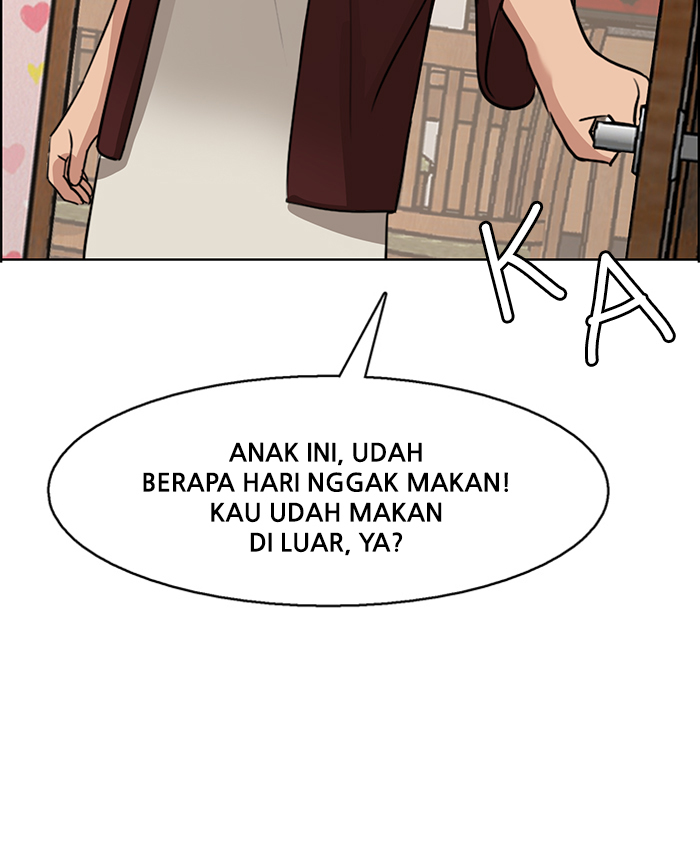 KA
ANAK INI, UDAH
BERAPA HARI NGGAK MAKAN!
KAU UDAH MAKAN
DI LUAR, YA?